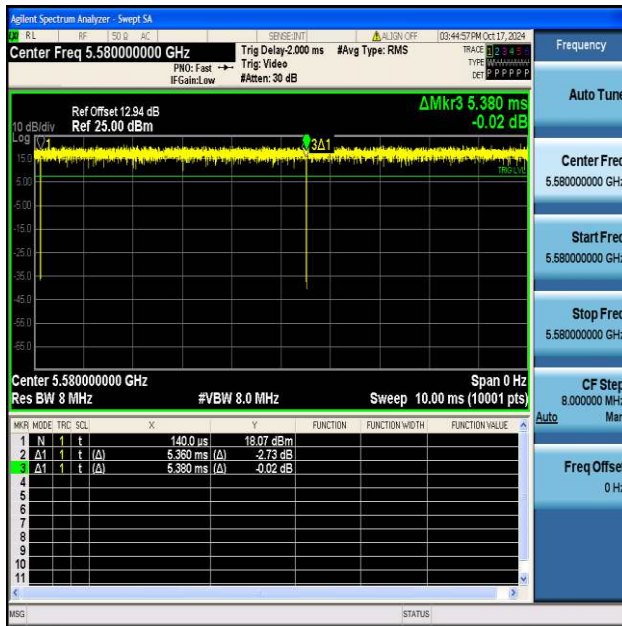 Agilent Spectrum Analyzer - Swept SA
RL RF 50 Ω AC SENSE:INT ALIGN OFF 03:44:57 PM Oct 17, 2024
Center Freq 5.580000000 GHz
PNO: Fast
IFGain:Low
Trig Delay-2.000 ms
Trig: Video
#Atten: 30 dB
#Avg Type: RMS
TRACE 1 2 3 4 5 6
TYPE
DET P P P P P P
Ref Offset 12.94 dB
10 dB/div Ref 25.00 dBm
Log
ΔMkr3 5.380 ms
-0.02 dB
1
3Δ1
15.0
TRIG LVL
5.00
-5.00
-15.0
-25.0
-35.0
-45.0
-55.0
-65.0
Center 5.580000000 GHz Span 0 Hz
Res BW 8 MHz #VBW 8.0 MHz Sweep 10.00 ms (10001 pts)
MKR MODE TRC SCL X Y FUNCTION FUNCTION WIDTH FUNCTION VALUE
1 N 1 t 140.0 µs 18.07 dBm
2 Δ1 1 t (Δ) 5.360 ms (Δ) -2.73 dB
3 Δ1 1 t (Δ) 5.380 ms (Δ) -0.02 dB
4
5
6
7
8
9
10
11
MSG STATUS
Frequency
Auto Tune
Center Freq
5.580000000 GHz
Start Freq
5.580000000 GHz
Stop Freq
5.580000000 GHz
CF Step
8.000000 MHz
Auto Man
Freq Offset
0 Hz